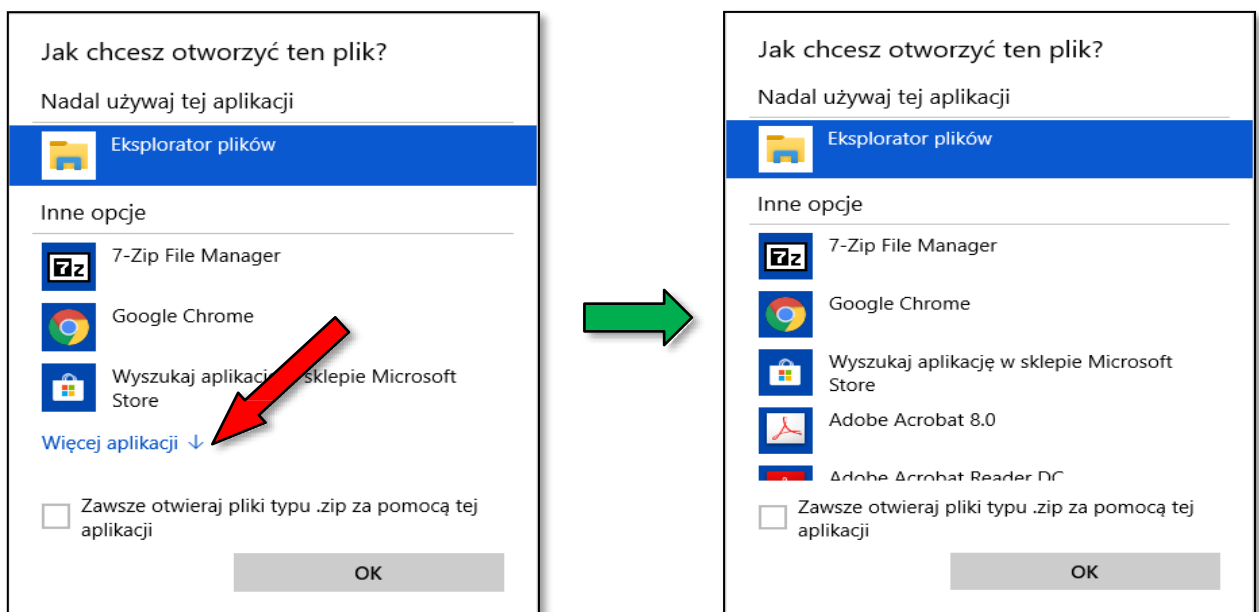 Jak chcesz otworzyć ten plik?
Nadal używaj tej aplikacji
Eksplorator plików
Inne opcje
7-Zip File Manager
Google Chrome
Wyszukaj aplikację w sklepie Microsoft
Store
Więcej aplikacji ↓
Zawsze otwieraj pliki typu .zip za pomocą tej
aplikacji
OK
Jak chcesz otworzyć ten plik?
Nadal używaj tej aplikacji
Eksplorator plików
Inne opcje
7-Zip File Manager
Google Chrome
Wyszukaj aplikację w sklepie Microsoft
Store
Adobe Acrobat 8.0
Adobe Acrobat Reader DC
Zawsze otwieraj pliki typu .zip za pomocą tej
aplikacji
OK